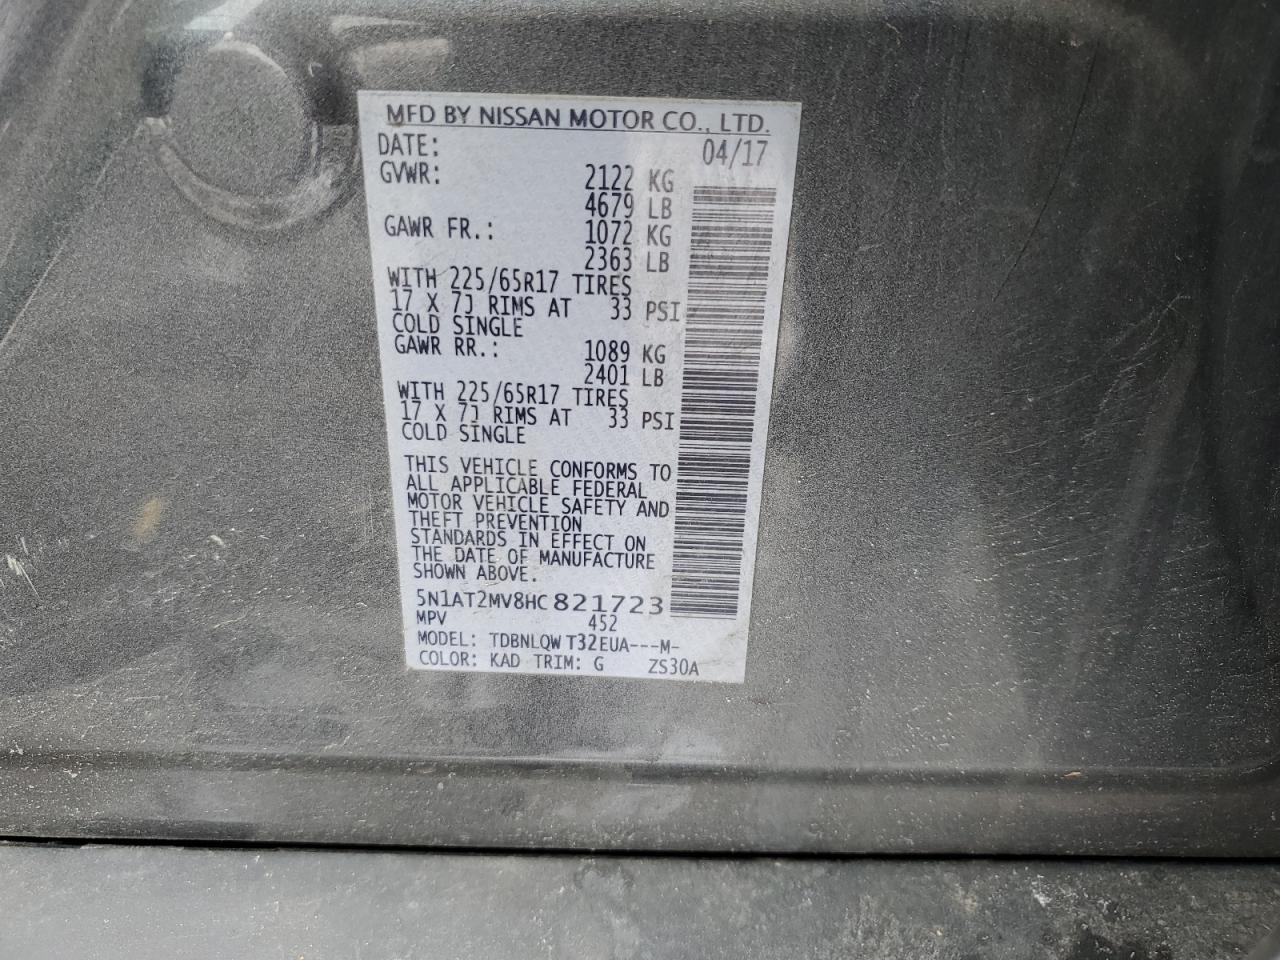 MFD BY NISSAN MOTOR CO., LTD.
DATE: 04/17
GVWR: 2122 KG
4679 LB
GAWR FR.: 1072 KG
2363 LB
WITH 225/65R17 TIRES
17 X 7J RIMS AT 33 PSI
COLD SINGLE
GAWR RR.: 1089 KG
2401 LB
WITH 225/65R17 TIRES
17 X 7J RIMS AT 33 PSI
COLD SINGLE
THIS VEHICLE CONFORMS TO
ALL APPLICABLE FEDERAL
MOTOR VEHICLE SAFETY AND
THEFT PREVENTION
STANDARDS IN EFFECT ON
THE DATE OF MANUFACTURE
SHOWN ABOVE.
5N1AT2MV8HC 821723
MPV 452
MODEL: TDBNLQW T32EUA---M-
COLOR: KAD TRIM: G ZS30A